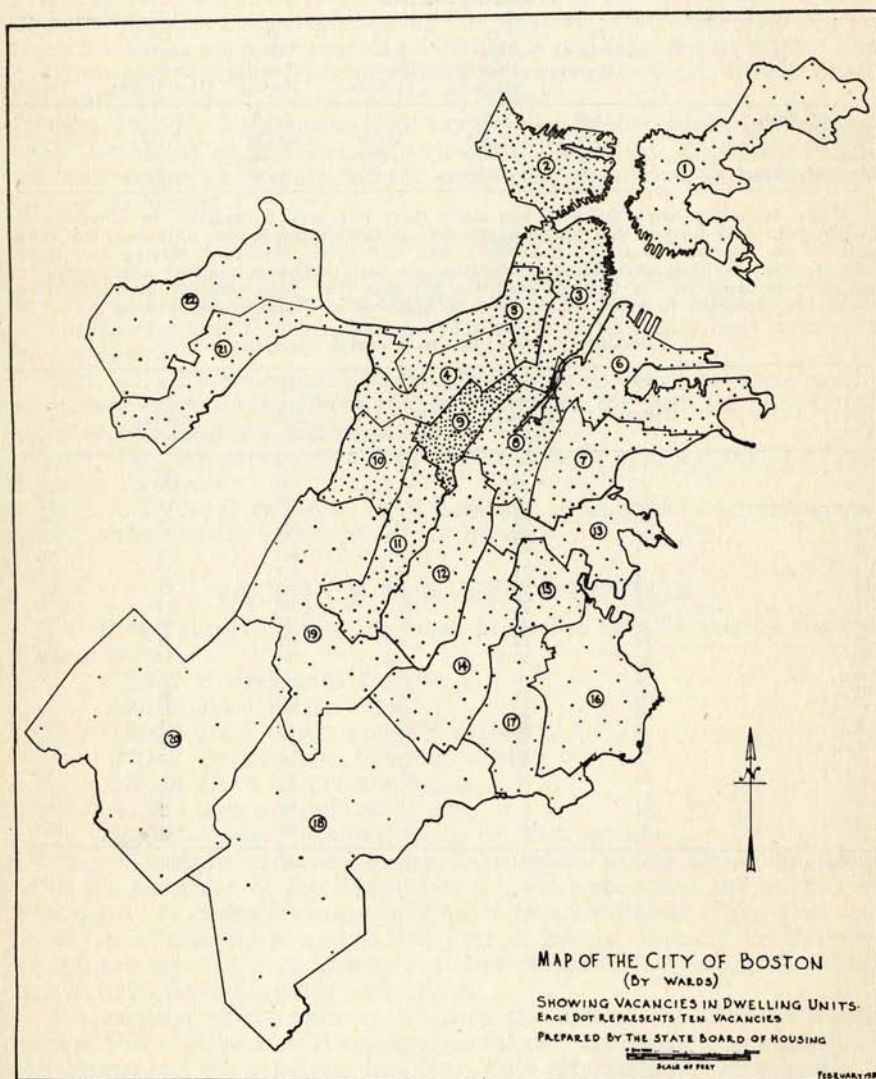 1
2
3
5
22
21
4
6
9
8
10
7
13
11
12
15
19
14
16
17
20
N
18
MAP OF THE CITY OF BOSTON
(BY WARDS)
SHOWING VACANCIES IN DWELLING UNITS.
EACH DOT REPRESENTS TEN VACANCIES
PREPARED BY THE STATE BOARD OF HOUSING
SCALE OF FEET
FEBRUARY